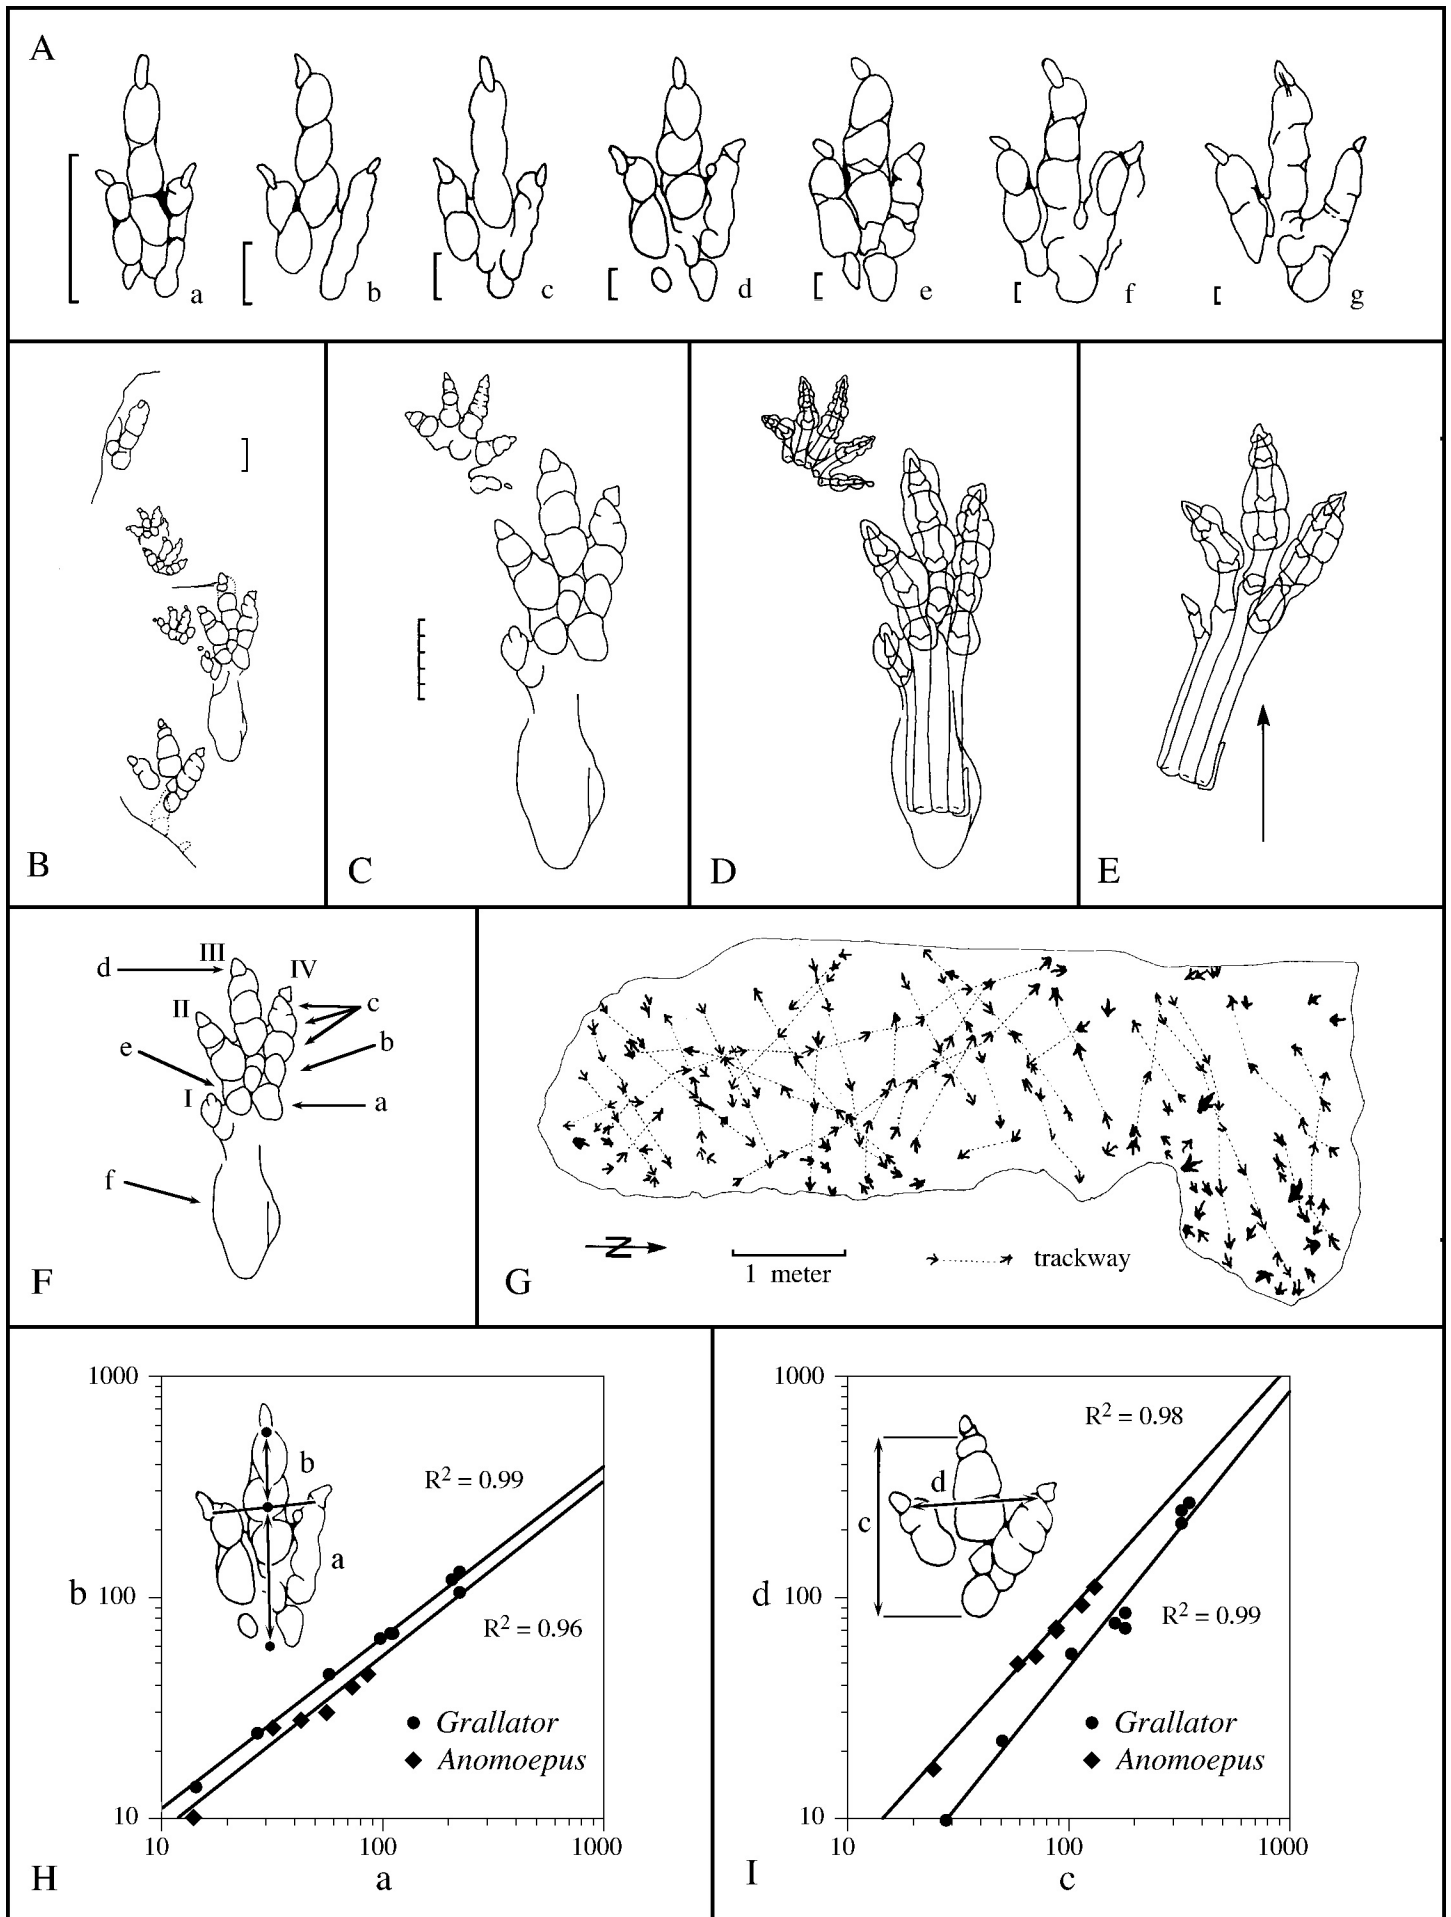 A
a
b
c
d
e
f
g
B
C
D
E
III
d
IV
II
c
e
b
I
a
f
F
N
1 meter
trackway
G
1000
b
R² = 0.99
a
b
100
R² = 0.96
Grallator
Anomoepus
10
10
100
1000
a
H
1000
R² = 0.98
d
c
d
100
R² = 0.99
Grallator
Anomoepus
10
10
100
1000
c
I